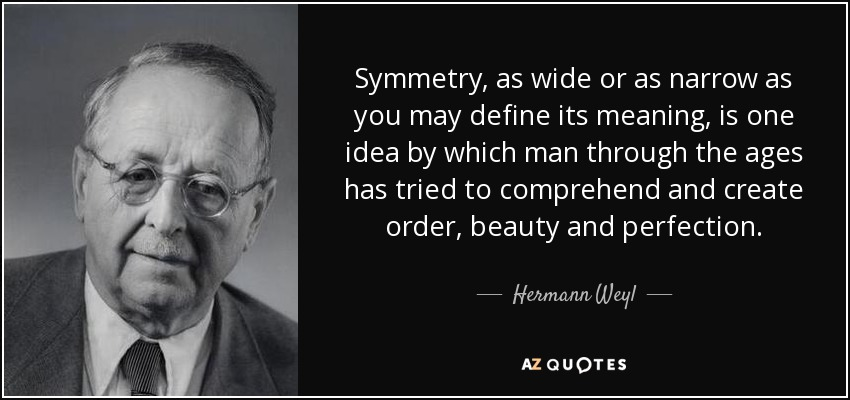 Symmetry, as wide or as narrow as
you may define its meaning, is one
idea by which man through the ages
has tried to comprehend and create
order, beauty and perfection.
Hermann Weyl
AZ QUOTES